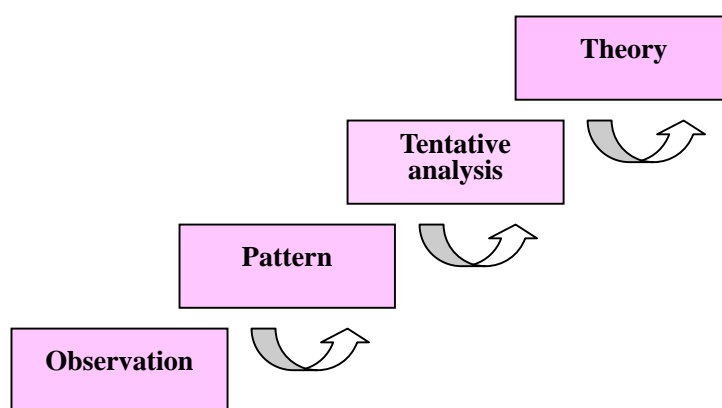 Theory
Tentative
analysis
Pattern
Observation